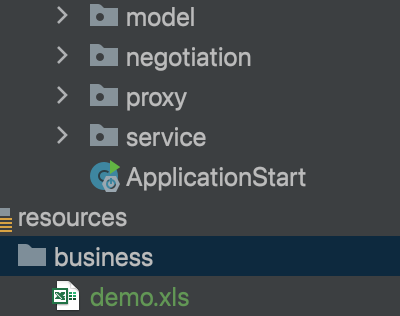 model
negotiation
proxy
service
ApplicationStart
resources
business
demo.xls